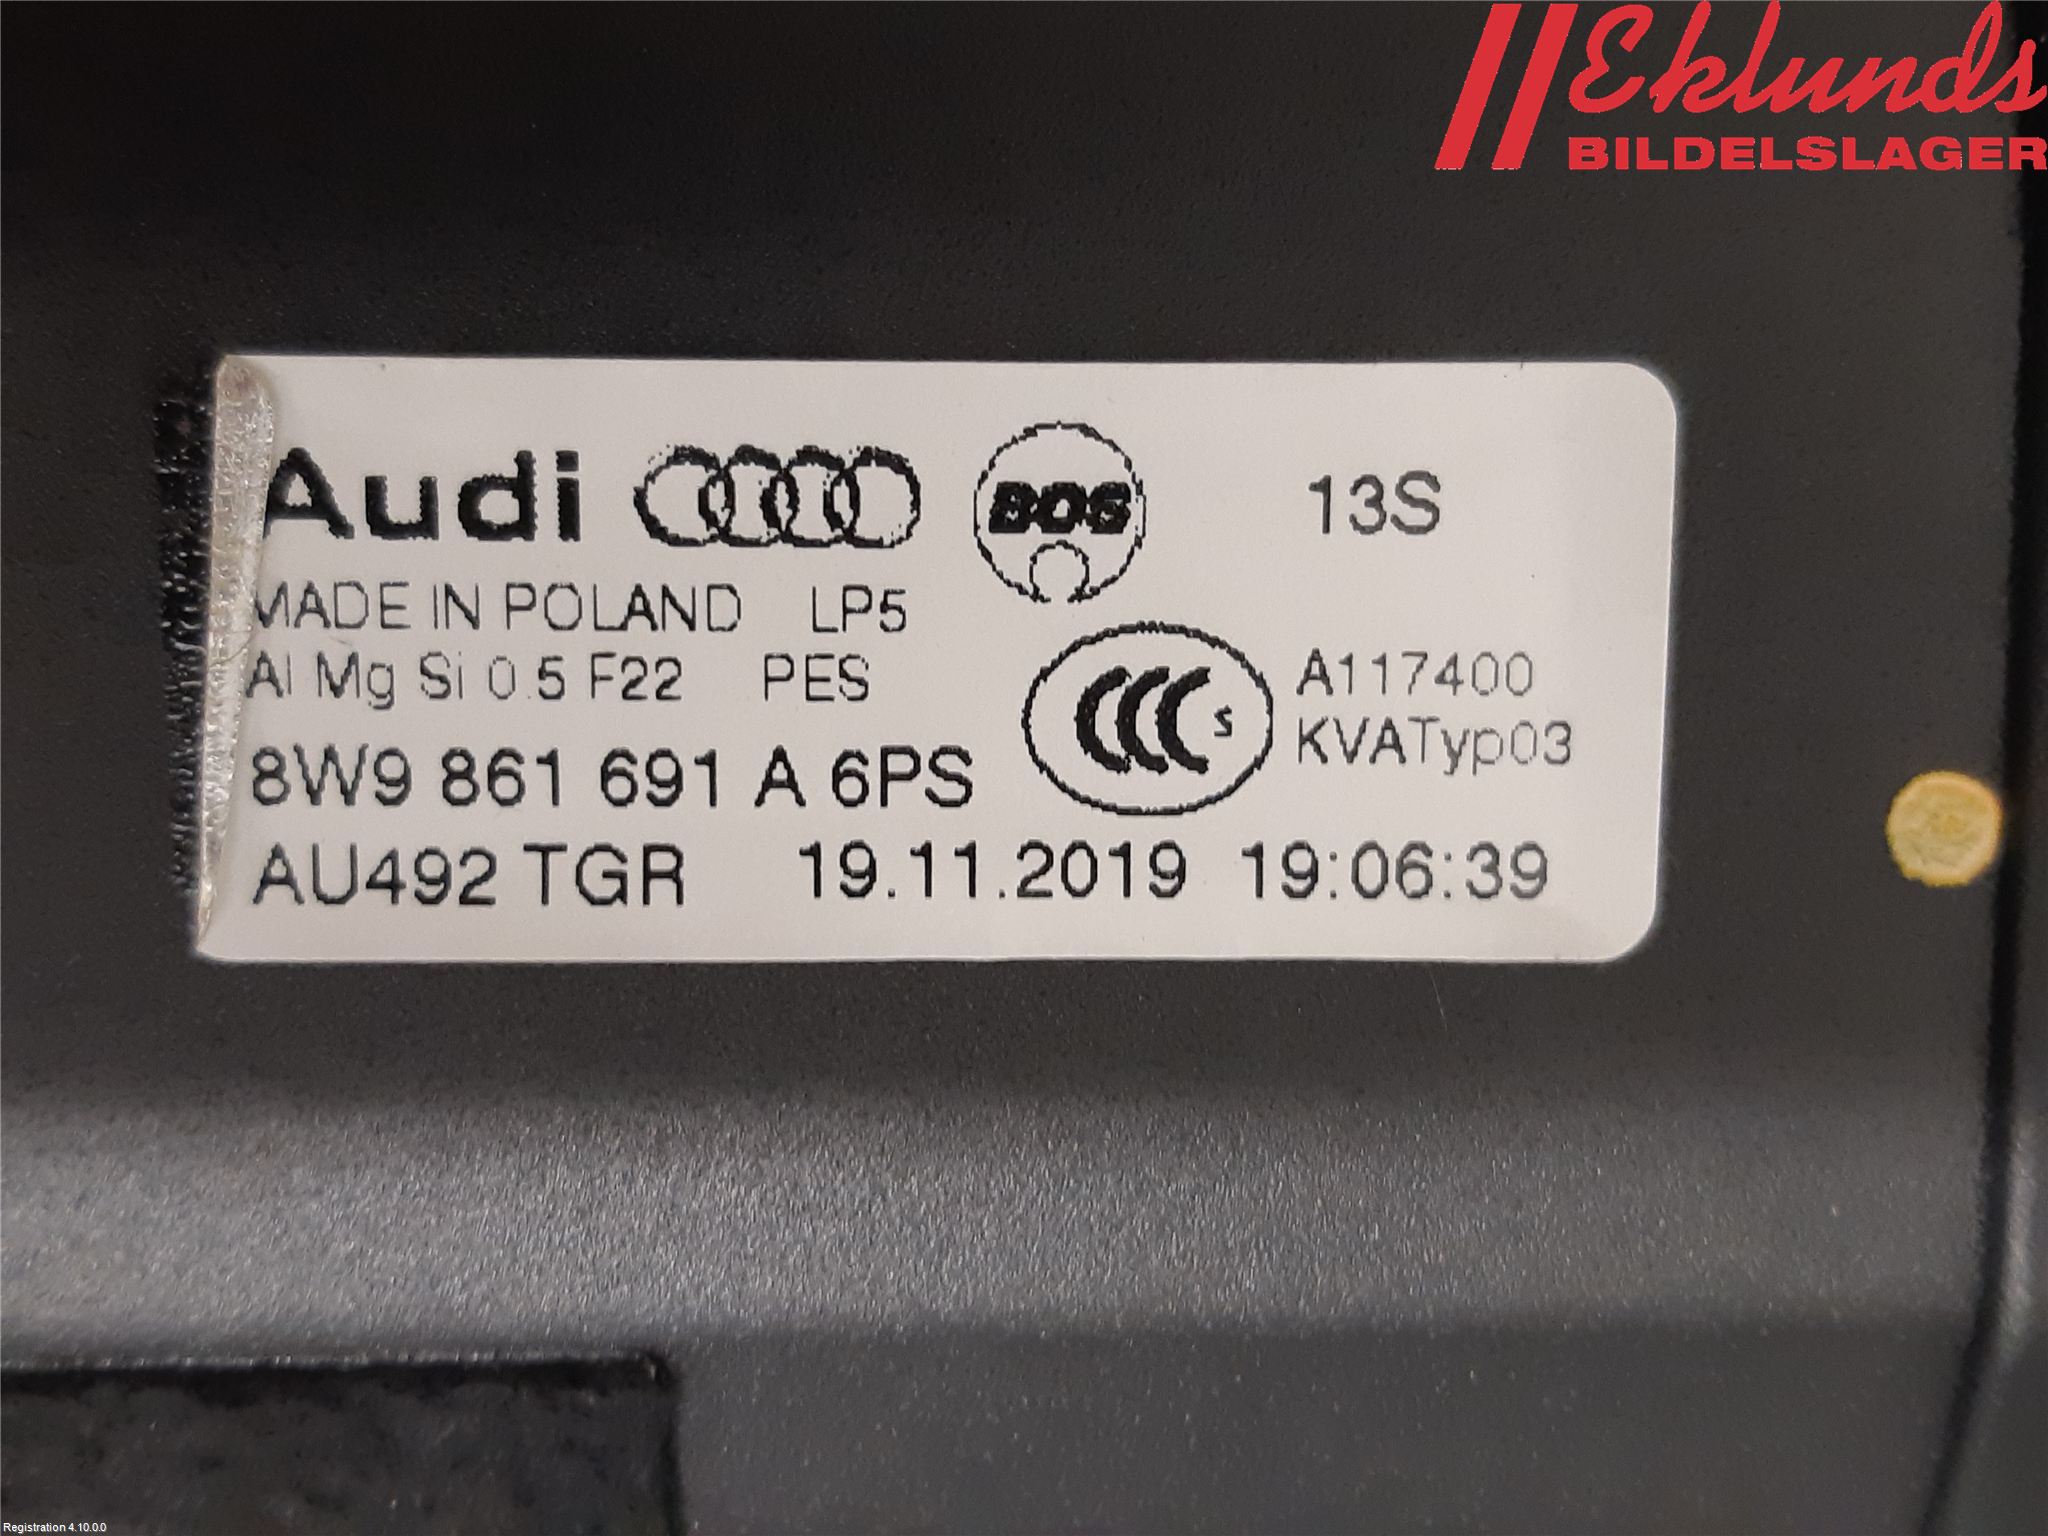 Eklunds
BILDELSLAGER
Audi BOS 13S
MADE IN POLAND LP5
Al Mg Si 0.5 F22 PES
CCC S A117400
KVATyp03
8W9 861 691 A 6PS
AU492 TGR 19.11.2019 19:06:39
Registration 4.10.0.0